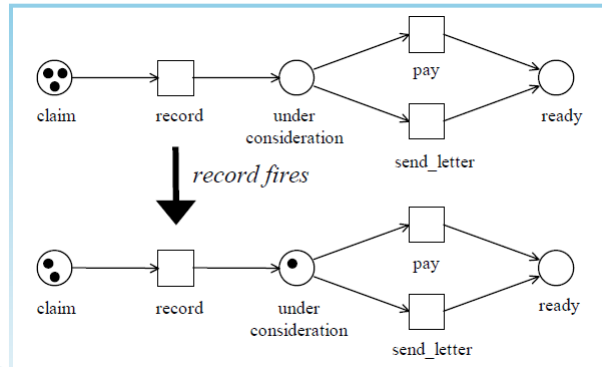 pay
claim
record
under
consideration
ready
send_letter
record fires
pay
claim
record
under
consideration
ready
send_letter